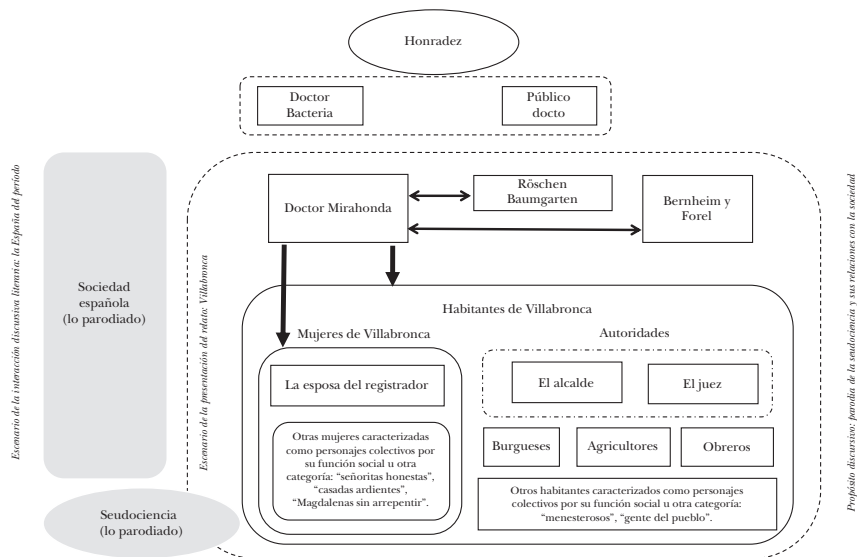 Honradez
Doctor
Bacteria
Público
docto
Escenario de la interacción discursiva literaria: la España del período
Sociedad
española
(lo parodiado)
Seudociencia
(lo parodiado)
Escenario de la presentación del relato: Villabronca
Doctor Mirahonda
Röschen
Baumgarten
Bernheim y
Forel
Habitantes de Villabronca
Mujeres de Villabronca
La esposa del registrador
Otras mujeres caracterizadas
como personajes colectivos por
su función social u otra
categoría: “señoritas honestas”,
“casadas ardientes”,
“Magdalenas sin arrepentir”.
Autoridades
El alcalde
El juez
Burgueses
Agricultores
Obreros
Otros habitantes caracterizados como personajes
colectivos por su función social u otra
categoría: “menesterosos”, “gente del pueblo”.
Propósito discursivo: parodia de la seudociencia y sus relaciones con la sociedad